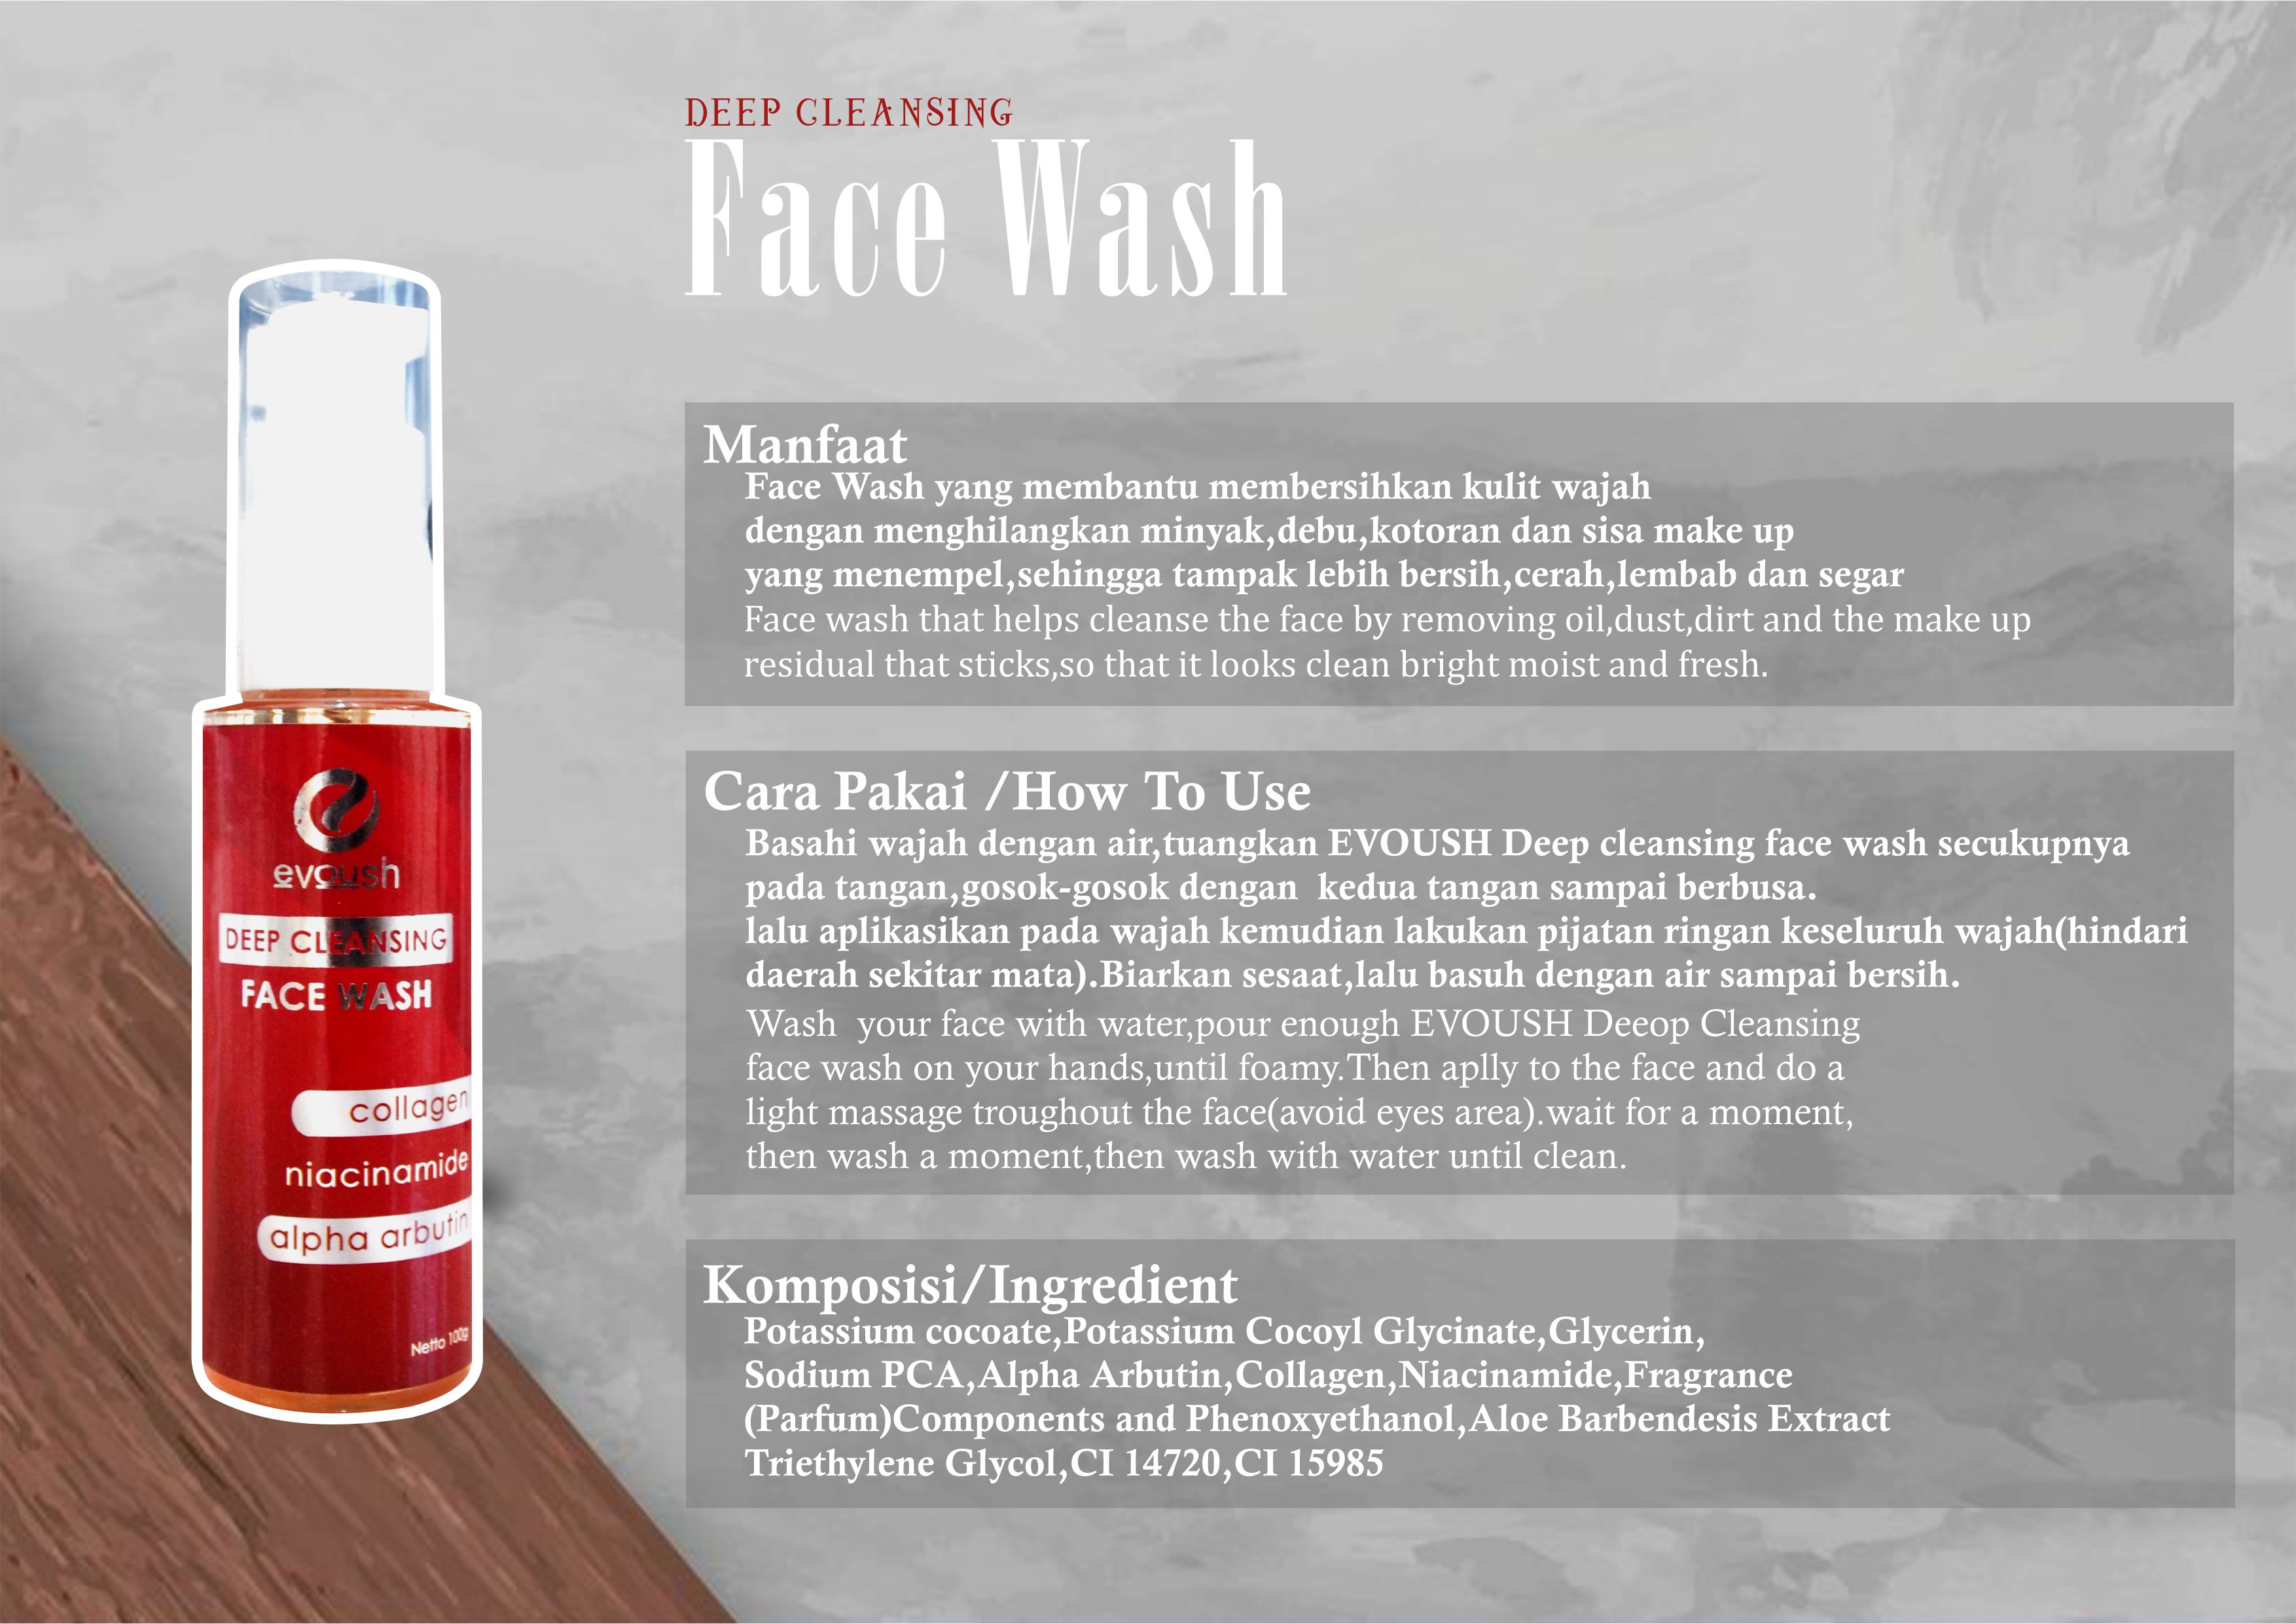 DEEP CLEANSING
Face Wash
Manfaat
Face Wash yang membantu membersihkan kulit wajah
dengan menghilangkan minyak,debu,kotoran dan sisa make up
yang menempel,sehingga tampak lebih bersih,cerah,lembab dan segar
Face wash that helps cleanse the face by removing oil,dust,dirt and the make up
residual that sticks,so that it looks clean bright moist and fresh.
Cara Pakai /How To Use
Basahi wajah dengan air,tuangkan EVOUSH Deep cleansing face wash secukupnya
pada tangan,gosok-gosok dengan  kedua tangan sampai berbusa.
lalu aplikasikan pada wajah kemudian lakukan pijatan ringan keseluruh wajah(hindari
daerah sekitar mata).Biarkan sesaat,lalu basuh dengan air sampai bersih.
Wash  your face with water,pour enough EVOUSH Deeop Cleansing
face wash on your hands,until foamy.Then aplly to the face and do a
light massage troughout the face(avoid eyes area).wait for a moment,
then wash a moment,then wash with water until clean.
Komposisi/Ingredient
Potassium cocoate,Potassium Cocoyl Glycinate,Glycerin,
Sodium PCA,Alpha Arbutin,Collagen,Niacinamide,Fragrance
(Parfum)Components and Phenoxyethanol,Aloe Barbendesis Extract
Triethylene Glycol,CI 14720,CI 15985
evoush
DEEP CLEANSING
FACE WASH
collagen
niacinamide
alpha arbutin
Netto 100g